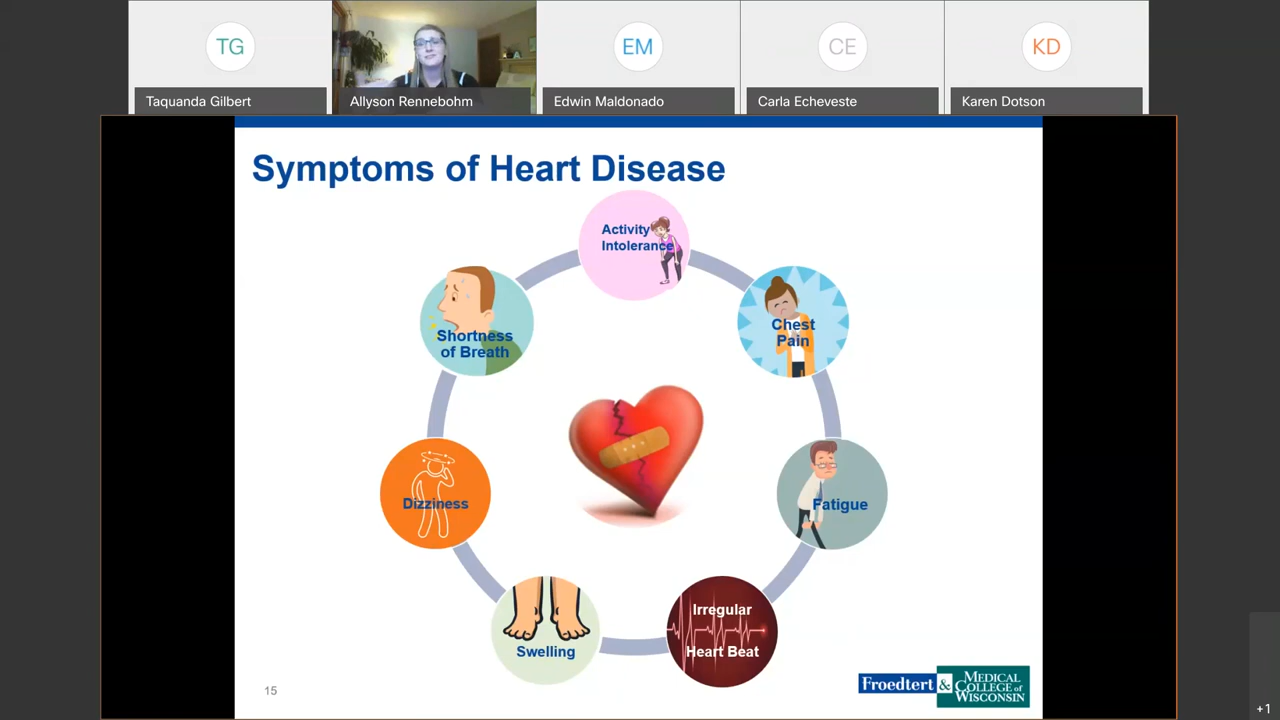 TG
EM
CE
KD
Taquanda Gilbert
Allyson Rennebohm
Edwin Maldonado
Carla Echeveste
Karen Dotson
Symptoms of Heart Disease
Activity
Intolerance
Chest
Pain
Fatigue
Irregular
Heart Beat
Swelling
Dizziness
Shortness
of Breath
15
Froedtert &
MEDICAL
COLLEGE of
WISCONSIN
+1